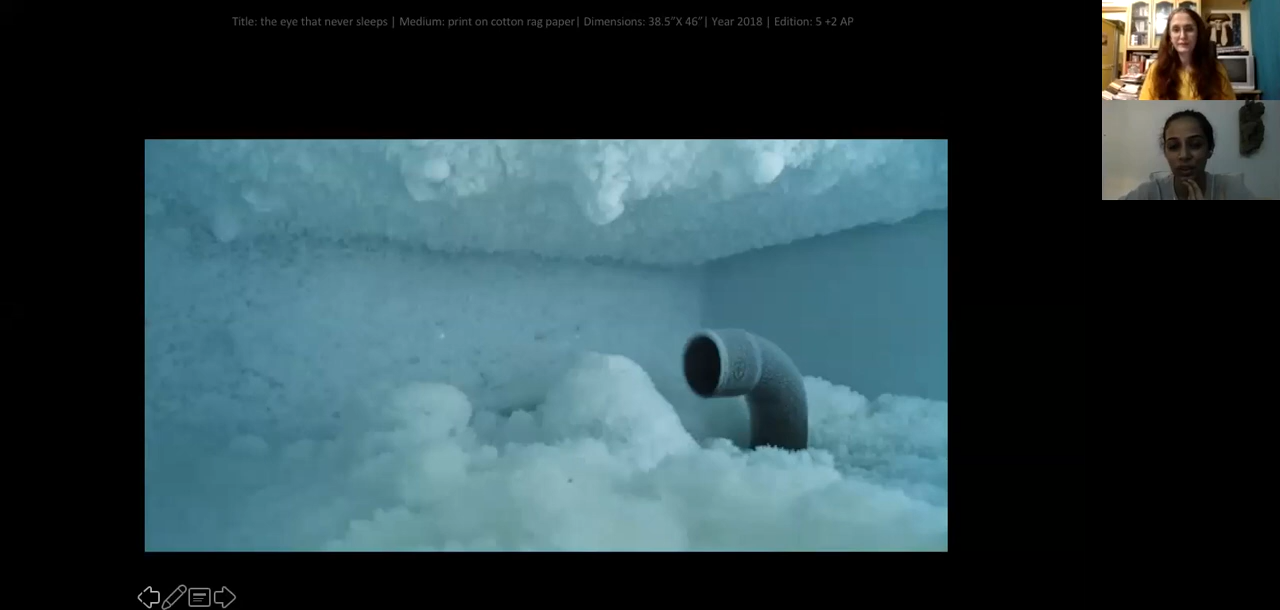 Title: the eye that never sleeps | Medium: print on cotton rag paper| Dimensions: 38.5”X 46”| Year 2018 | Edition: 5 +2 AP